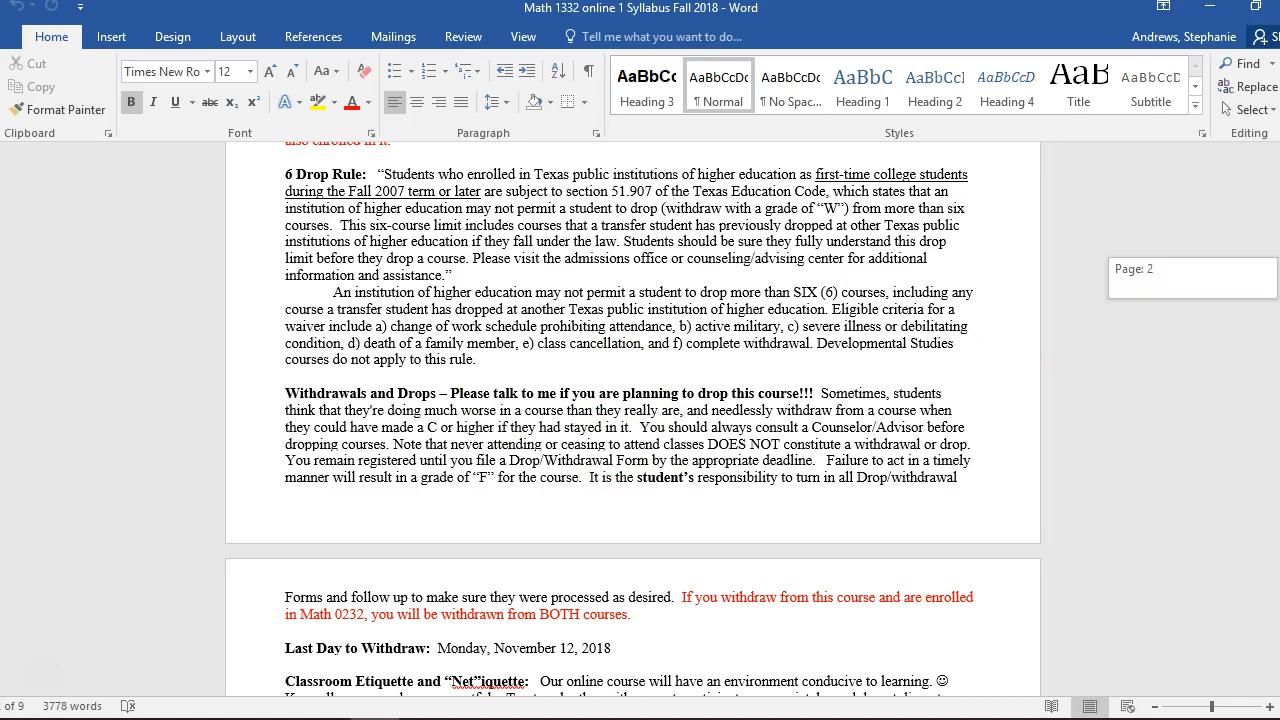 Math 1332 online 1 Syllabus Fall 2018 - Word
Home Insert Design Layout References Mailings Review View Tell me what you want to do... Andrews, Stephanie
Cut
Copy
Format Painter
Clipboard
Times New Ro 12 Aa
B I U abc x₂ x² A A
Font
Paragraph
AaBbCc AaBbCcDc AaBbCcDc AaBbC AaBbCcI AaBbCcD AaB AaBbCcD
Heading 3 ¶ Normal ¶ No Spac... Heading 1 Heading 2 Heading 4 Title Subtitle
Styles
Find
Replace
Select
Editing
also enrolled in it.
6 Drop Rule: “Students who enrolled in Texas public institutions of higher education as first-time college students
during the Fall 2007 term or later are subject to section 51.907 of the Texas Education Code, which states that an
institution of higher education may not permit a student to drop (withdraw with a grade of “W”) from more than six
courses. This six-course limit includes courses that a transfer student has previously dropped at other Texas public
institutions of higher education if they fall under the law. Students should be sure they fully understand this drop
limit before they drop a course. Please visit the admissions office or counseling/advising center for additional
information and assistance.”
An institution of higher education may not permit a student to drop more than SIX (6) courses, including any
course a transfer student has dropped at another Texas public institution of higher education. Eligible criteria for a
waiver include a) change of work schedule prohibiting attendance, b) active military, c) severe illness or debilitating
condition, d) death of a family member, e) class cancellation, and f) complete withdrawal. Developmental Studies
courses do not apply to this rule.
Withdrawals and Drops – Please talk to me if you are planning to drop this course!!! Sometimes, students
think that they're doing much worse in a course than they really are, and needlessly withdraw from a course when
they could have made a C or higher if they had stayed in it. You should always consult a Counselor/Advisor before
dropping courses. Note that never attending or ceasing to attend classes DOES NOT constitute a withdrawal or drop.
You remain registered until you file a Drop/Withdrawal Form by the appropriate deadline. Failure to act in a timely
manner will result in a grade of “F” for the course. It is the student’s responsibility to turn in all Drop/withdrawal
Page: 2
Forms and follow up to make sure they were processed as desired. If you withdraw from this course and are enrolled
in Math 0232, you will be withdrawn from BOTH courses.
Last Day to Withdraw: Monday, November 12, 2018
Classroom Etiquette and “Net”iquette: Our online course will have an environment conducive to learning. ☺
of 9 3778 words